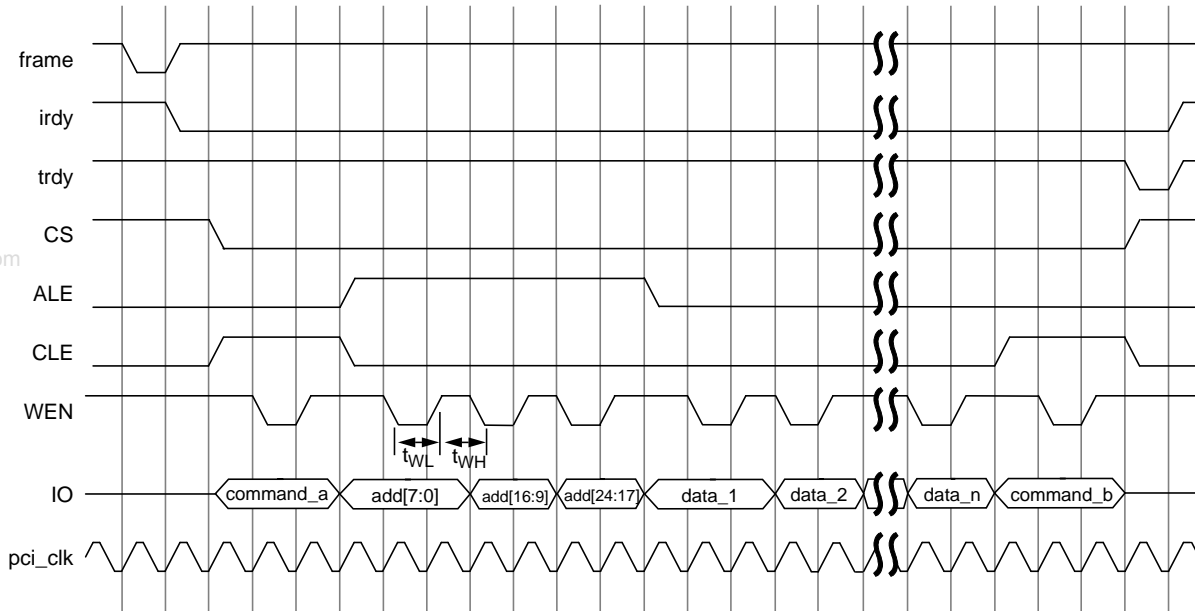 frame
irdy
trdy
CS
om
ALE
CLE
WEN
tWL tWH
IO command_a add[7:0] add[16:9] add[24:17] data_1 data_2 data_n command_b
pci_clk